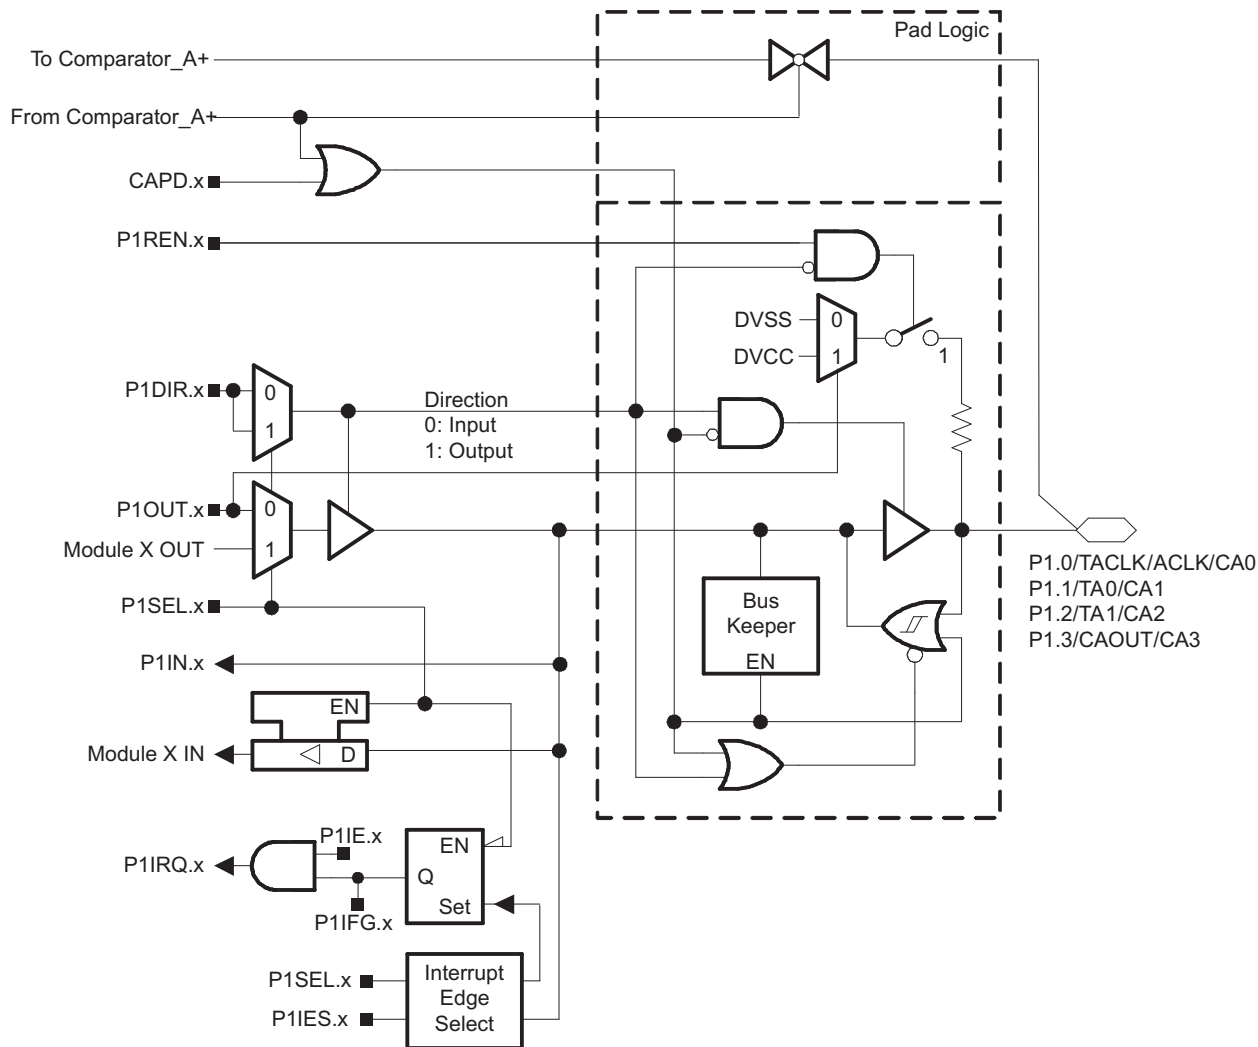 Pad Logic
To Comparator_A+
From Comparator_A+
CAPD.x
P1REN.x
DVSS
0
DVCC
1
1
P1DIR.x
0
1
Direction
0: Input
1: Output
P1OUT.x
0
Module X OUT
1
P1SEL.x
Bus
Keeper
EN
P1.0/TACLK/ACLK/CA0
P1.1/TA0/CA1
P1.2/TA1/CA2
P1.3/CAOUT/CA3
P1IN.x
EN
Module X IN
D
P1IE.x
P1IRQ.x
EN
Q
Set
P1IFG.x
P1SEL.x
P1IES.x
Interrupt
Edge
Select